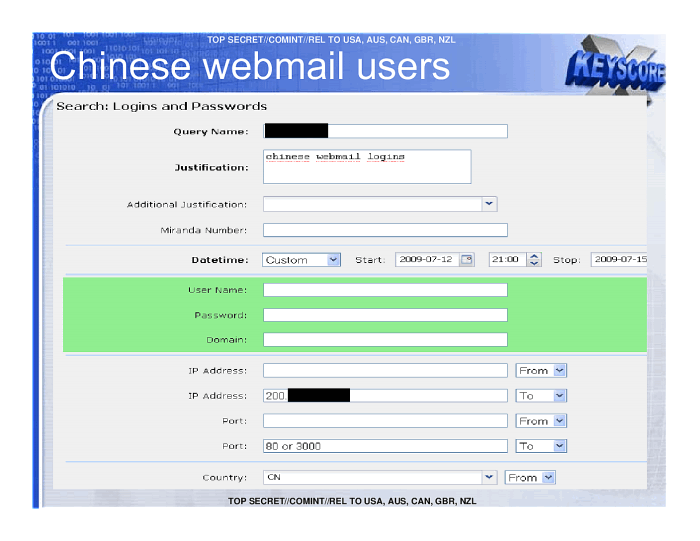 TOP SECRET//COMINT//REL TO USA, AUS, CAN, GBR, NZL
Chinese webmail users
KEYSCORE
Search: Logins and Passwords
Query Name:
Justification: chinese webmail logins
Additional Justification:
Miranda Number:
Datetime: Custom Start: 2009-07-12 21:00 Stop: 2009-07-15
User Name:
Password:
Domain:
IP Address: From
IP Address: 200. To
Port: From
Port: 80 or 3000 To
Country: CN From
TOP SECRET//COMINT//REL TO USA, AUS, CAN, GBR, NZL